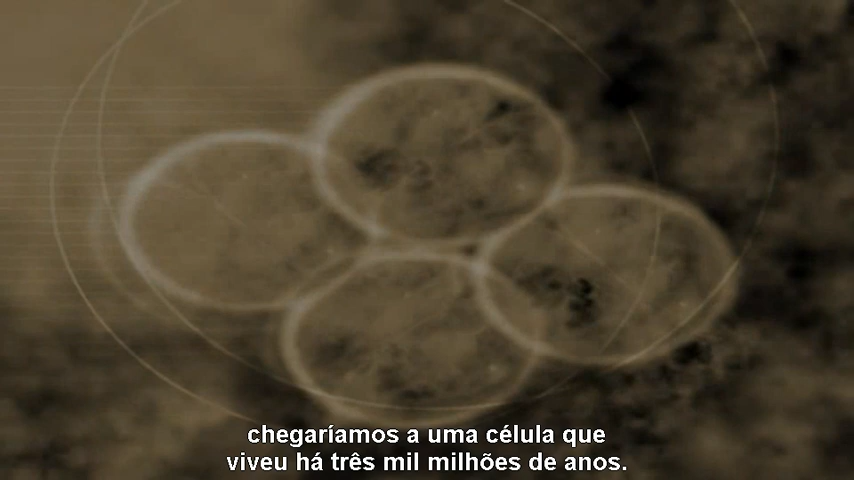 chegaríamos a uma célula que
viveu há três mil milhões de anos.